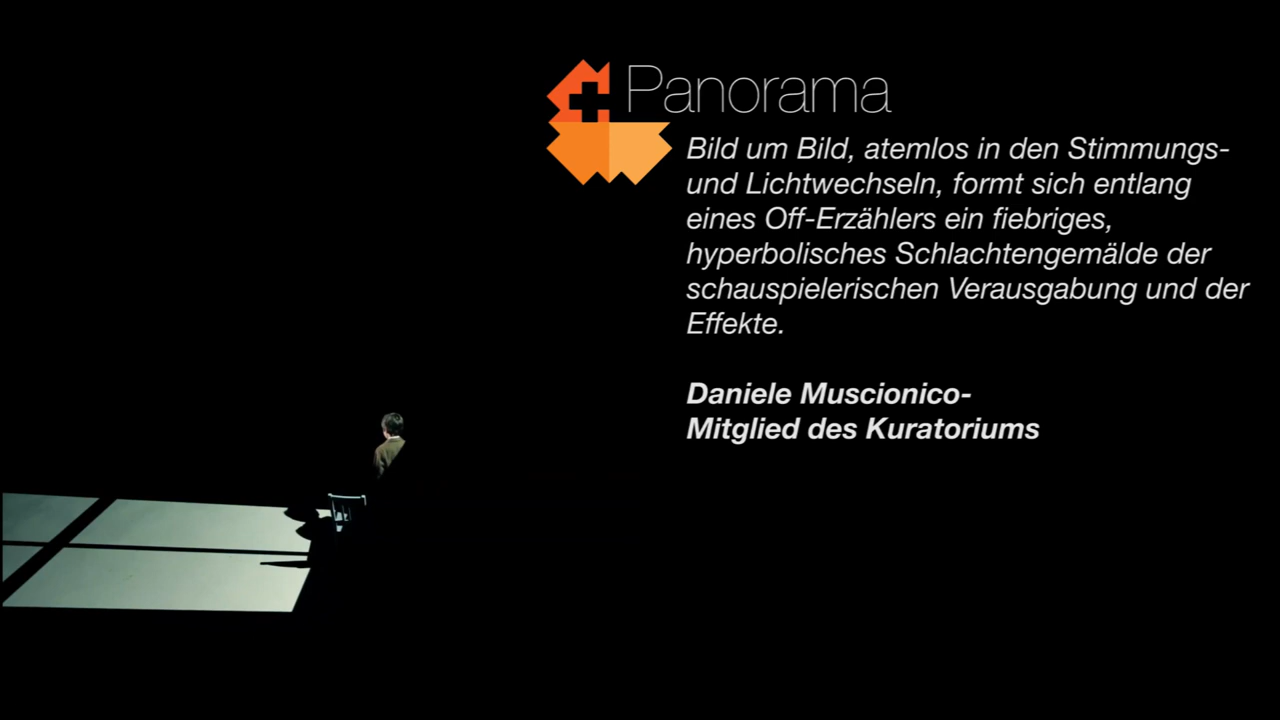 Panorama
Bild um Bild, atemlos in den Stimmungs-
und Lichtwechseln, formt sich entlang
eines Off-Erzählers ein fiebriges,
hyperbolisches Schlachtengemälde der
schauspielerischen Verausgabung und der
Effekte.
Daniele Muscionico-
Mitglied des Kuratoriums